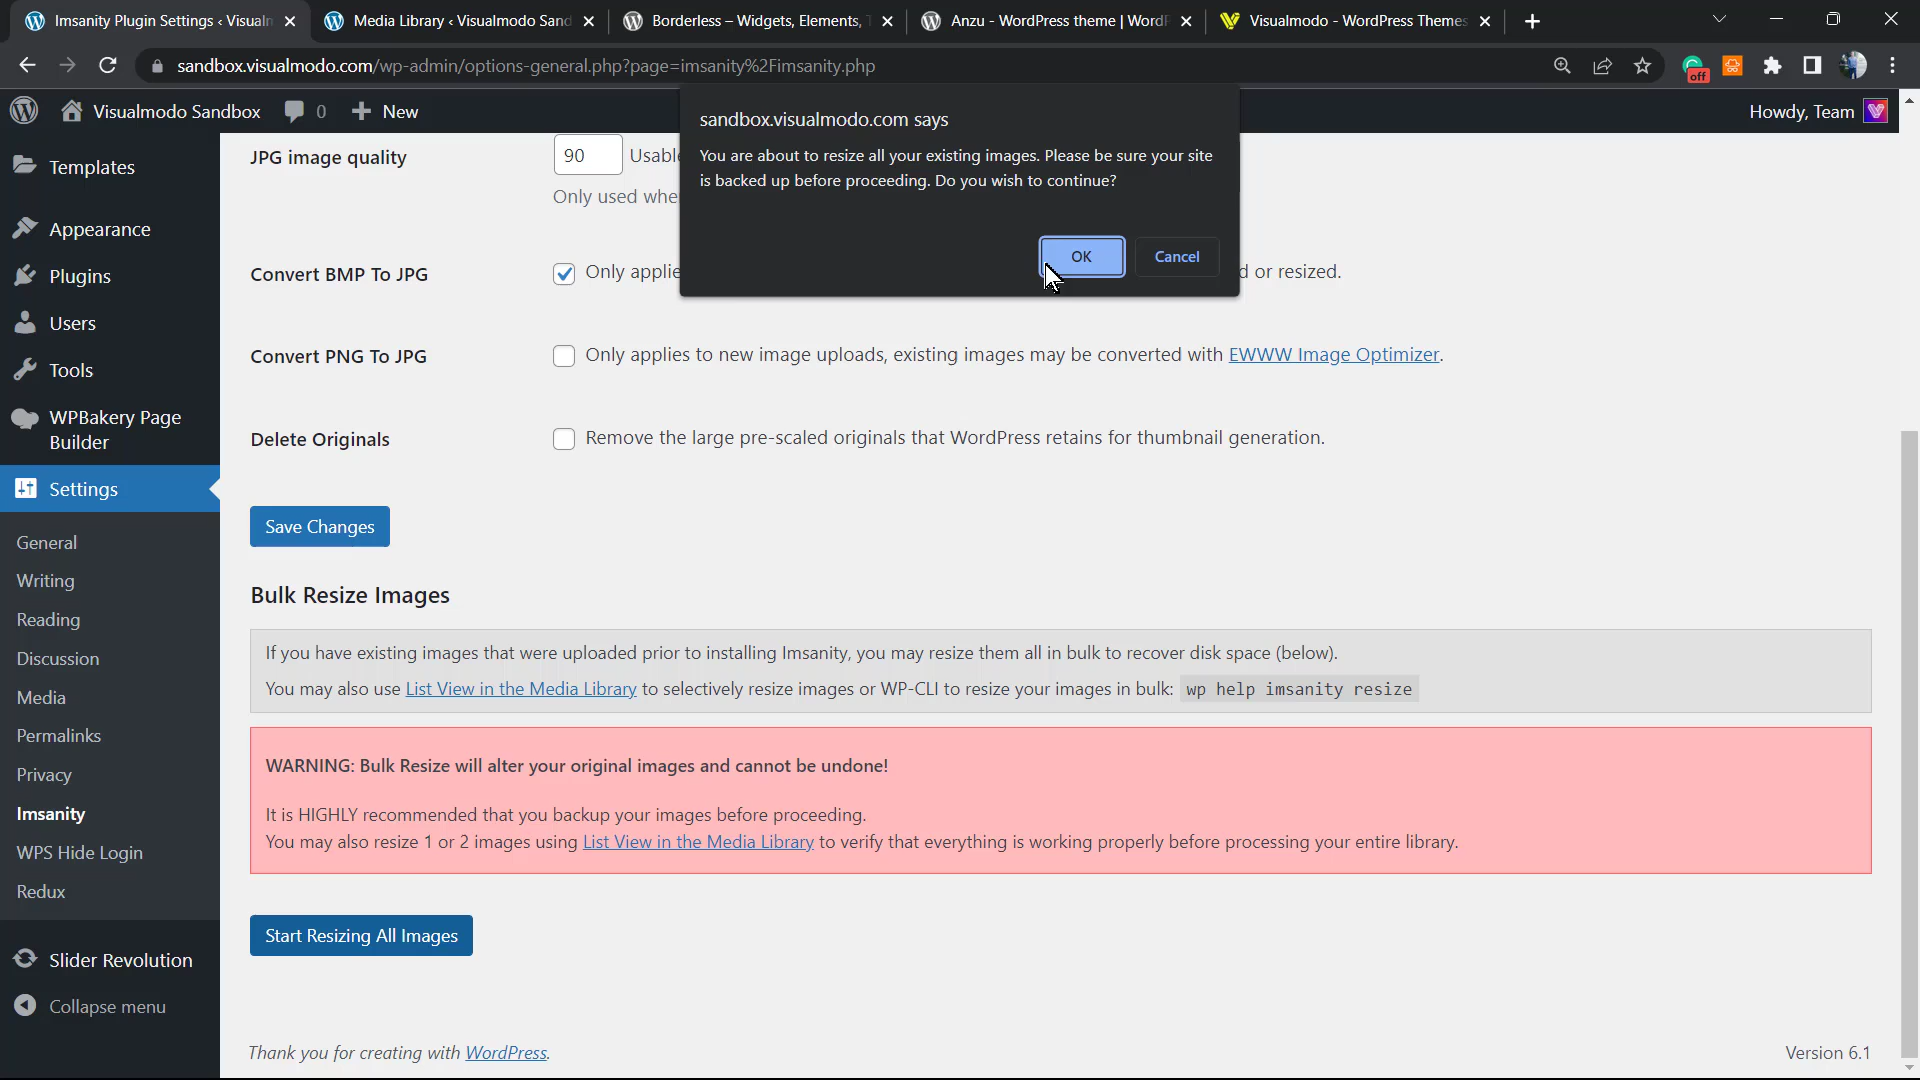 Imsanity Plugin Settings ‹ Visualm
Media Library ‹ Visualmodo Sand
Borderless – Widgets, Elements, T
Anzu - WordPress theme | WordP
Visualmodo - WordPress Themes
sandbox.visualmodo.com/wp-admin/options-general.php?page=imsanity%2Fimsanity.php
off
Visualmodo Sandbox
0
New
Howdy, Team
sandbox.visualmodo.com says
You are about to resize all your existing images. Please be sure your site
is backed up before proceeding. Do you wish to continue?
OK
Cancel
Templates
Appearance
Plugins
Users
Tools
WPBakery Page
Builder
Settings
General
Writing
Reading
Discussion
Media
Permalinks
Privacy
Imsanity
WPS Hide Login
Redux
Slider Revolution
Collapse menu
JPG image quality
90
Usable
Only used whe
Convert BMP To JPG
Only applie
d or resized.
Convert PNG To JPG
Only applies to new image uploads, existing images may be converted with EWWW Image Optimizer.
Delete Originals
Remove the large pre-scaled originals that WordPress retains for thumbnail generation.
Save Changes
Bulk Resize Images
If you have existing images that were uploaded prior to installing Imsanity, you may resize them all in bulk to recover disk space (below).
You may also use List View in the Media Library to selectively resize images or WP-CLI to resize your images in bulk: wp help imsanity resize
WARNING: Bulk Resize will alter your original images and cannot be undone!
It is HIGHLY recommended that you backup your images before proceeding.
You may also resize 1 or 2 images using List View in the Media Library to verify that everything is working properly before processing your entire library.
Start Resizing All Images
Thank you for creating with WordPress.
Version 6.1